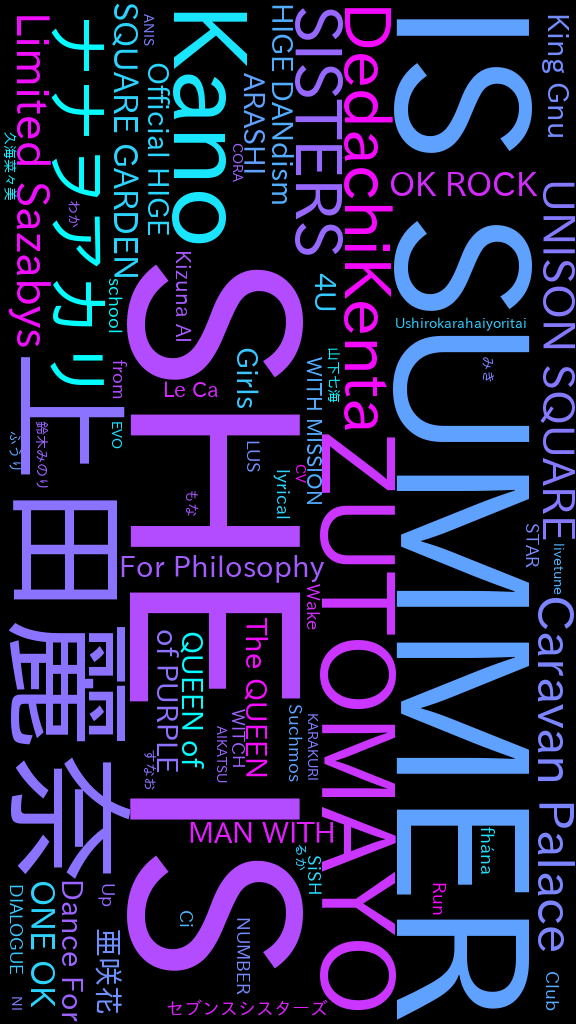 King Gnu
UNISON SQUARE
Caravan Palace
Club
IS SUMMER
OK ROCK
Ushirokarahaiyoritai
みき
STAR
livetune
fhána
Run
DedachiKenta
ZUTOMAYO
SISTERS
4U
山下七海
WITH MISSION
CV
HIGE DANdism
ARASHI
CORA
Kano
Official HIGE
ANIS
SQUARE GARDEN
ナナヲアカリ
Limited Sazabys
久海菜々美
わか
school
from
EVO
Kizuna AI
Le Ca
Girls
SHE IS
LUS
lyrical
もな
For Philosophy
Wake
The QUEEN
QUEEN of
of PURPLE
WITCH
AIKATSU
すなお
Suchmos
KARAKURI
MAN WITH
るか
SiSH
Ci
NUMBER
セブンスシスターズ
上田麗奈
鈴木みのり
ふうり
Up
亜咲花
Dance For
ONE OK
DIALOGUE
NI